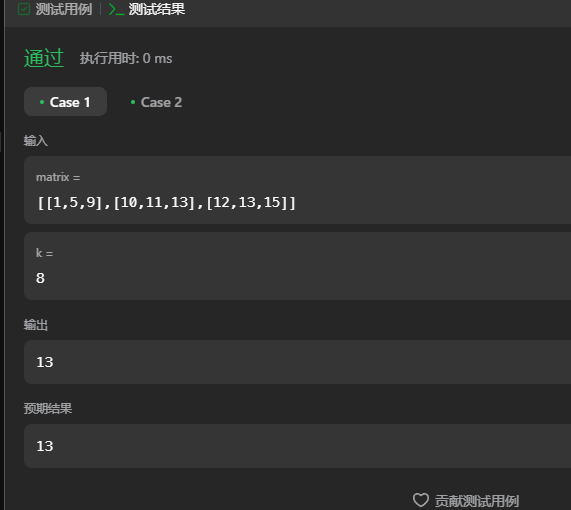 测试用例 | >_ 测试结果
通过 执行用时: 0 ms
• Case 1 • Case 2
输入
matrix =
[[1,5,9],[10,11,13],[12,13,15]]
k =
8
输出
13
预期结果
13
贡献测试用例